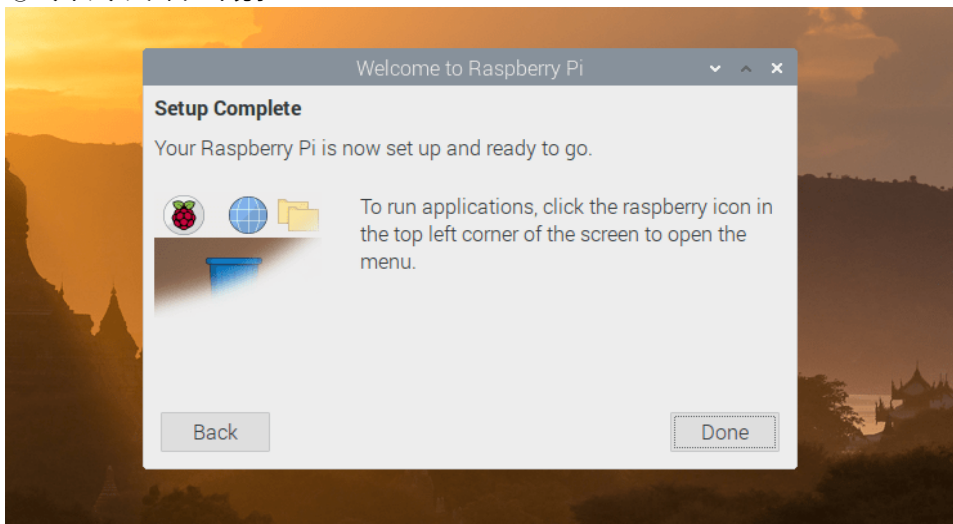 Welcome to Raspberry Pi
Setup Complete
Your Raspberry Pi is now set up and ready to go.
To run applications, click the raspberry icon in
the top left corner of the screen to open the
menu.
Back
Done